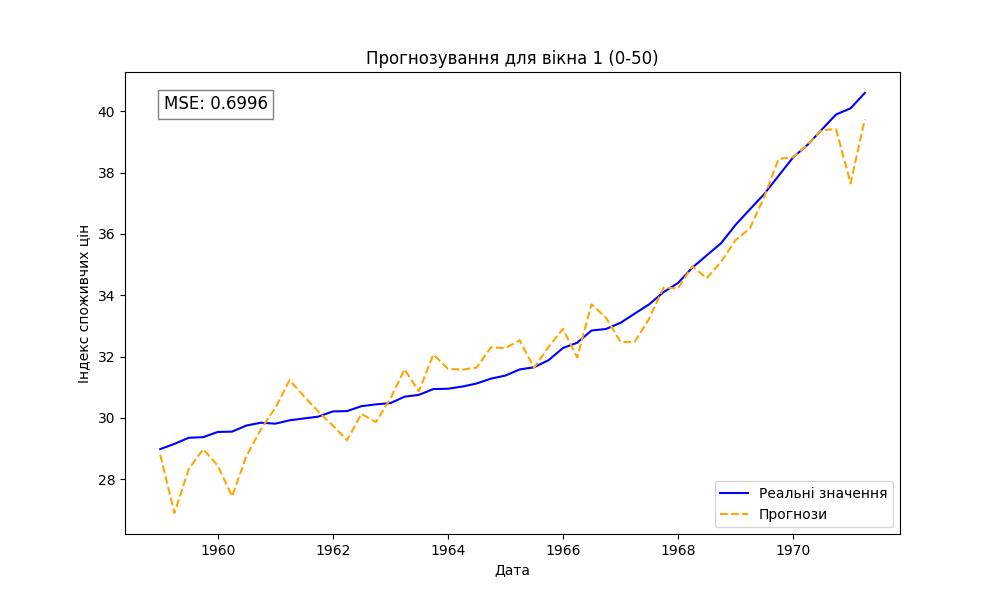 Прогнозування для вікна 1 (0-50)
MSE: 0.6996
Індекс споживчих цін
40
38
36
34
32
30
28
Реальні значення
Прогнози
1960 1962 1964 1966 1968 1970
Дата